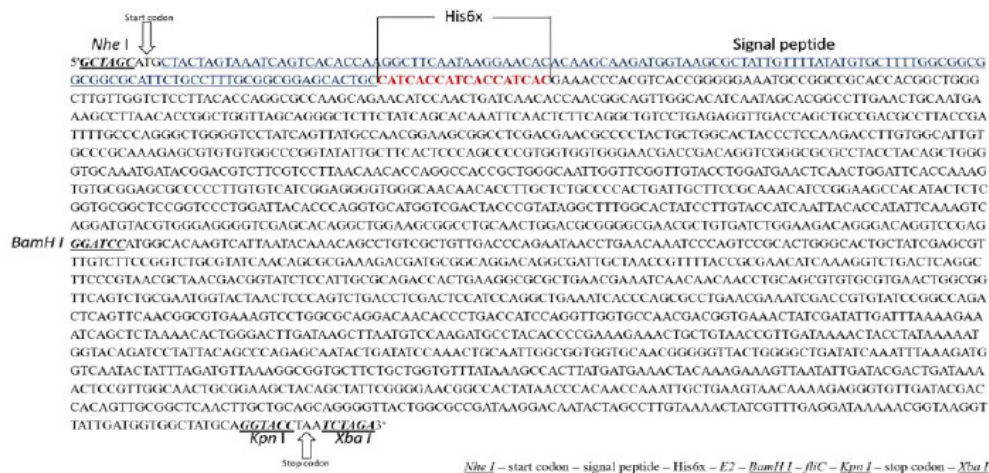 Start codon
His6x
Nhe I
Signal peptide
5'GCTAGCATGCTACTAGTAAATCAGTCACACCAAGGCTTCAATAAGGAACACACAAGCAAGATGGTAAGCGCTATTGTTTTATATGTGCTTTTGGCGGCG
GCGGCGCATTCTGCCTTTGCGGCGGAGCACTGCCATCACCATCACCATCACGAAACCCACGTCACCGGGGGAAATGCCGGCCGCACCACGGCTGGG
CTTGTTGGTCTCCTTACACCAGGCGCCAAGCAGAACATCCAACTGATCAACACCAACGGCAGTTGGCACATCAATAGCACGGCCTTGAACTGCAATGA
AAGCCTTAACACCGGCTGGTTAGCAGGGCTCTTCTATCAGCACAAATTCAACTCTTCAGGCTGTCCTGAGAGGTTGACCAGCTGCCGACGCCTTACCGA
TTTTGCCCAGGGCTGGGGTCCTATCAGTTATGCCAACGGAAGCGGCCTCGACGAACGCCCCTACTGCTGGCACTACCCTCCAAGACCTTGTGGCATTGT
GCCCGCAAAGAGCGTGTGTGGCCCGGTATATTGCTTCACTCCCAGCCCCGTGGTGGTGGGAACGACCGACAGGTCGGGCGCGCCTACCTACAGCTGGG
GTGCAAATGATACGGACGTCTTCGTCCTTAACAACACCAGGCCACCGCTGGGCAATTGGTTCGGTTGTACCTGGATGAACTCAACTGGATTCACCAAAG
TGTGCGGAGCGCCCCCTTGTGTCATCGGAGGGGTGGGCAACAACACCTTGCTCTGCCCCACTGATTGCTTCCGCAAACATCCGGAAGCCACATACTCTC
GGTGCGGCTCCGGTCCCTGGATTACACCCAGGTGCATGGTCGACTACCCGTATAGGCTTTGGCACTATCCTTGTACCATCAATTACACCATATTCAAAGTC
AGGATGTACGTGGGAGGGGTCGAGCACAGGCTGGAAGCGGCCTGCAACTGGACGCGGGGCGAACGCTGTGATCTGGAAGACAGGGACAGGTCCGAG
BamH I GGATCCATGGCACAAGTCATTAATACAAACAGCCTGTCGCTGTTGACCCAGAATAACCTGAACAAATCCCAGTCCGCACTGGGCACTGCTATCGAGCGT
TTGTCTTCCGGTCTGCGTATCAACAGCGCGAAAGACGATGCGGCAGGACAGGCGATTGCTAACCGTTTTACCGCGAACATCAAAGGTCTGACTCAGGC
TTCCCGTAACGCTAACGACGGTATCTCCATTGCGCAGACCACTGAAGGCGCGCTGAACGAAATCAACAACAACCTGCAGCGTGTGCGTGAACTGGCGG
TTCAGTCTGCGAATGGTACTAACTCCCAGTCTGACCTCGACTCCATCCAGGCTGAAATCACCCAGCGCCTGAACGAAATCGACCGTGTATCCGGCCAGA
CTCAGTTCAACGGCGTGAAAGTCCTGGCGCAGGACAACACCCTGACCATCCAGGTTGGTGCCAACGACGGTGAAACTATCGATATTGATTTAAAAGAA
ATCAGCTCTAAAACACTGGGACTTGATAAGCTTAATGTCCAAGATGCCTACACCCCGAAAGAAACTGCTGTAACCGTTGATAAAACTACCTATAAAAAT
GGTACAGATCCTATTACAGCCCAGAGCAATACTGATATCCAAACTGCAATTGGCGGTGGTGCAACGGGGGTTACTGGGGCTGATATCAAATTTAAAGATG
GTCAATACTATTTAGATGTTAAAGGCGGTGCTTCTGCTGGTGTTTATAAAGCCACTTATGATGAAACTACAAAGAAAGTTAATATTGATACGACTGATAAA
ACTCCGTTGGCAACTGCGGAAGCTACAGCTATTCGGGGAACGGCCACTATAACCCACAACCAAATTGCTGAAGTAACAAAAGAGGGTGTTGATACGAC
CACAGTTGCGGCTCAACTTGCTGCAGCAGGGGTTACTGGCGCCGATAAGGACAATACTAGCCTTGTAAAACTATCGTTTGAGGATAAAAACGGTAAGGT
TATTGATGGTGGCTATGCAGGTACCTAATCTAGA3'
Kpn I
Xba I
Stop codon
Nhe I – start codon – signal peptide – His6x – E2 – BamH I – fliC – Kpn I – stop codon – Xba I